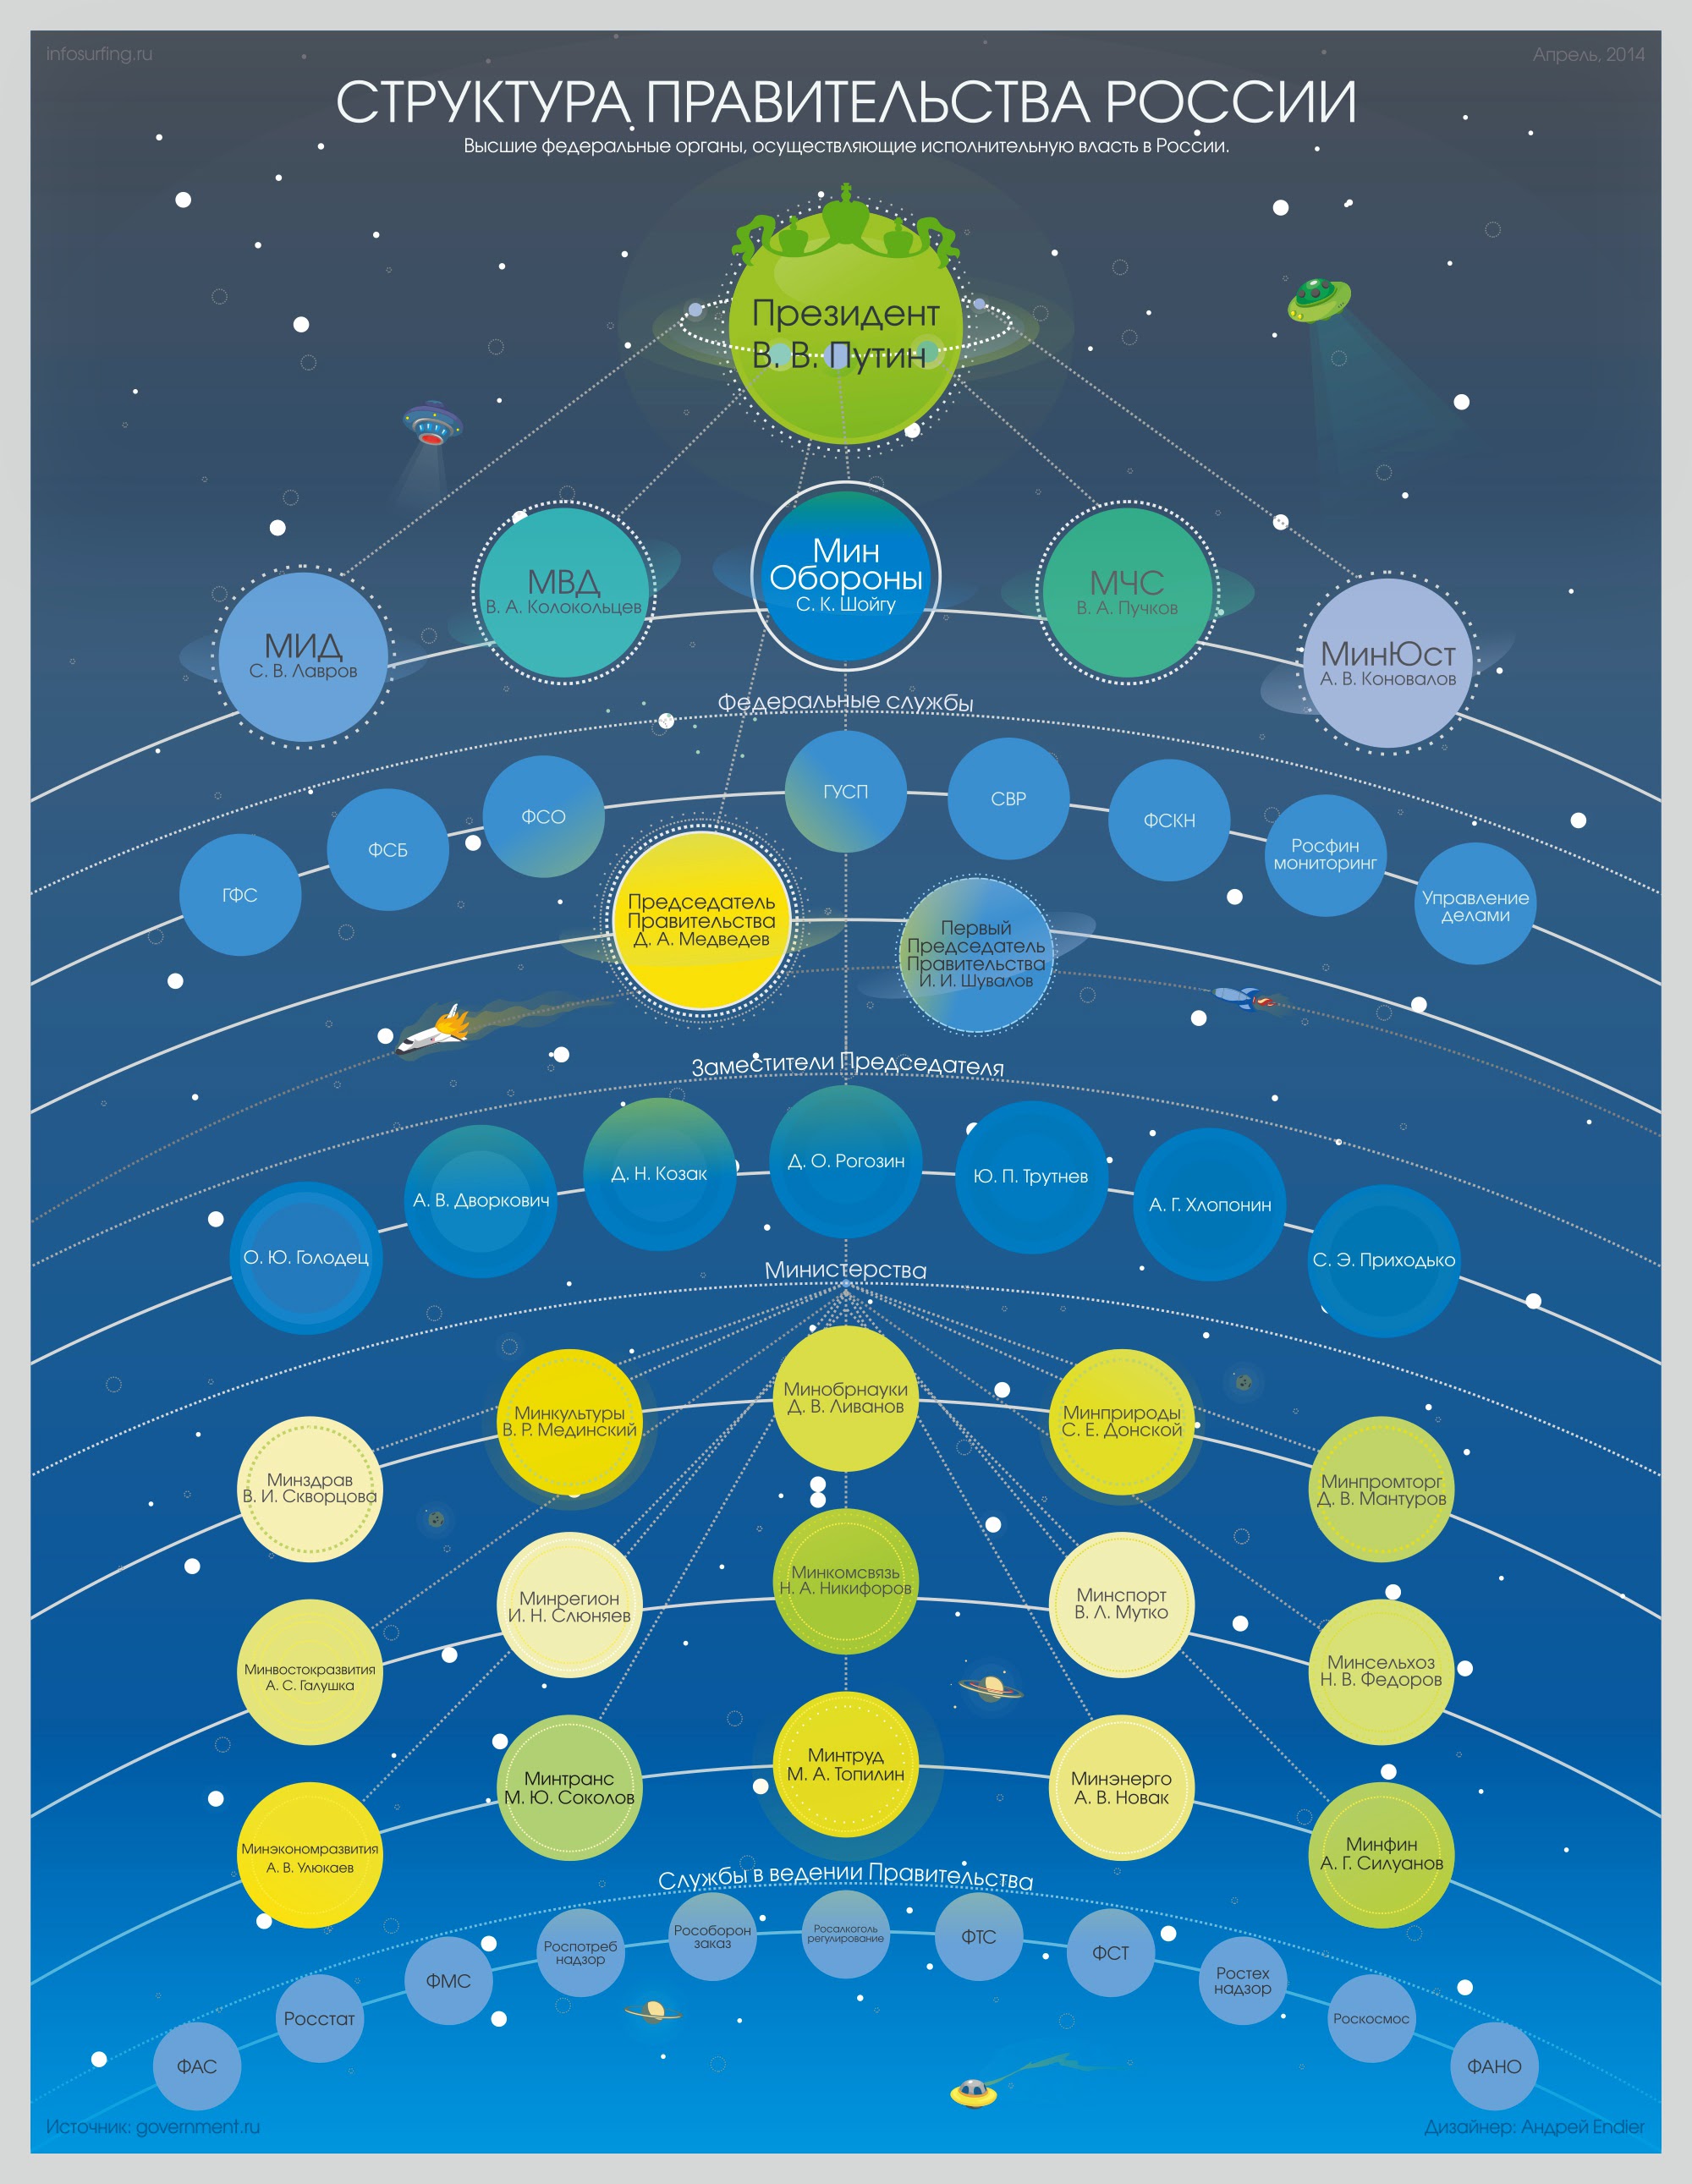 infosurfing.ru
Апрель, 2014
СТРУКТУРА ПРАВИТЕЛЬСТВА РОССИИ
Высшие федеральные органы, осуществляющие исполнительную власть в России.
Президент
В. В. Путин
МИД
С. В. Лавров
МВД
В. А. Колокольцев
Мин
Обороны
С. К. Шойгу
МЧС
В. А. Пучков
МинЮст
А. В. Коновалов
Федеральные службы
ГФС
ФСБ
ФСО
ГУСП
СВР
ФСКН
Росфин
мониторинг
Управление
делами
Председатель
Правительства
Д. А. Медведев
Первый
Председатель
Правительства
И. И. Шувалов
Заместители Председателя
О. Ю. Голодец
А. В. Дворкович
Д. Н. Козак
Д. О. Рогозин
Ю. П. Трутнев
А. Г. Хлопонин
С. Э. Приходько
Министерства
Минздрав
В. И. Скворцова
Минкультуры
В. Р. Мединский
Минобрнауки
Д. В. Ливанов
Минприроды
С. Е. Донской
Минпромторг
Д. В. Мантуров
Минвостокразвития
А. С. Галушка
Минрегион
И. Н. Слюняев
Минкомсвязь
Н. А. Никифоров
Минспорт
В. Л. Мутко
Минсельхоз
Н. В. Федоров
Минэкономразвития
А. В. Улюкаев
Минтранс
М. Ю. Соколов
Минтруд
М. А. Топилин
Минэнерго
А. В. Новак
Минфин
А. Г. Силуанов
Службы в ведении Правительства
ФАС
Росстат
ФМС
Роспотреб
надзор
Рособорон
заказ
Росалкоголь
регулирование
ФТС
ФСТ
Ростех
надзор
Роскосмос
ФАНО
Источник: government.ru
Дизайнер: Андрей Endier